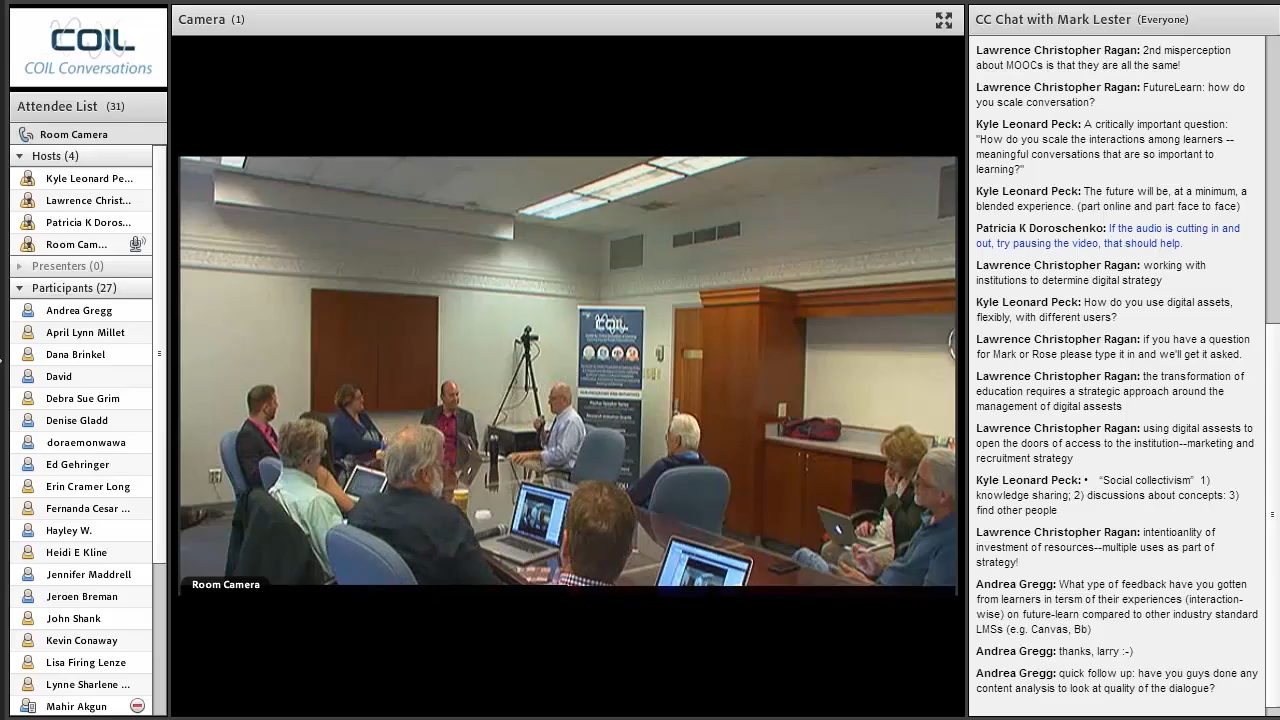 COIL
COIL Conversations
Attendee List (31)
Room Camera
Hosts (4)
Kyle Leonard Pe...
Lawrence Christ...
Patricia K Doros...
Room Cam...
Presenters (0)
Participants (27)
Andrea Gregg
April Lynn Millet
Dana Brinkel
David
Debra Sue Grim
Denise Gladd
doraemonwawa
Ed Gehringer
Erin Cramer Long
Fernanda Cesar ...
Hayley W.
Heidi E Kline
Jennifer Maddrell
Jeroen Breman
John Shank
Kevin Conaway
Lisa Firing Lenze
Lynne Sharlene ...
Mahir Akgun
Camera (1)
COIL
Room Camera
CC Chat with Mark Lester (Everyone)
Lawrence Christopher Ragan: 2nd misperception
about MOOCs is that they are all the same!
Lawrence Christopher Ragan: FutureLearn: how do
you scale conversation?
Kyle Leonard Peck: A critically important question:
"How do you scale the interactions among learners --
meaningful conversations that are so important to
learning?"
Kyle Leonard Peck: The future will be, at a minimum, a
blended experience. (part online and part face to face)
Patricia K Doroschenko: If the audio is cutting in and
out, try pausing the video, that should help.
Lawrence Christopher Ragan: working with
institutions to determine digital strategy
Kyle Leonard Peck: How do you use digital assets,
flexibly, with different users?
Lawrence Christopher Ragan: if you have a question
for Mark or Rose please type it in and we'll get it asked.
Lawrence Christopher Ragan: the transformation of
education requires a strategic approach around the
management of digital assests
Lawrence Christopher Ragan: using digital assests to
open the doors of access to the institution--marketing and
recruitment strategy
Kyle Leonard Peck: • “Social collectivism” 1)
knowledge sharing; 2) discussions about concepts: 3)
find other people
Lawrence Christopher Ragan: intentioanlity of
investment of resources--multiple uses as part of
strategy!
Andrea Gregg: What ype of feedback have you gotten
from learners in tersm of their experiences (interaction-
wise) on future-learn compared to other industry standard
LMSs (e.g. Canvas, Bb)
Andrea Gregg: thanks, larry :-)
Andrea Gregg: quick follow up: have you guys done any
content analysis to look at quality of the dialogue?